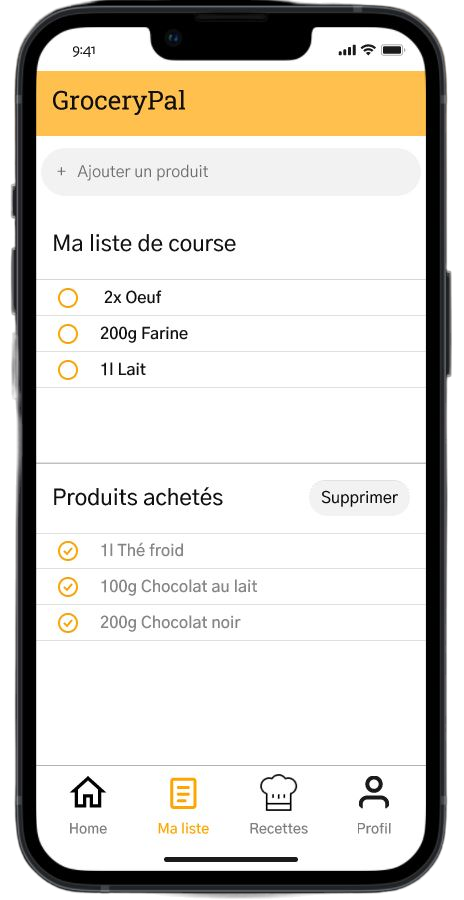 9:41
GroceryPal
+ Ajouter un produit
Ma liste de course
2x Oeuf
200g Farine
1l Lait
Produits achetés Supprimer
1l Thé froid
100g Chocolat au lait
200g Chocolat noir
Home Ma liste Recettes Profil